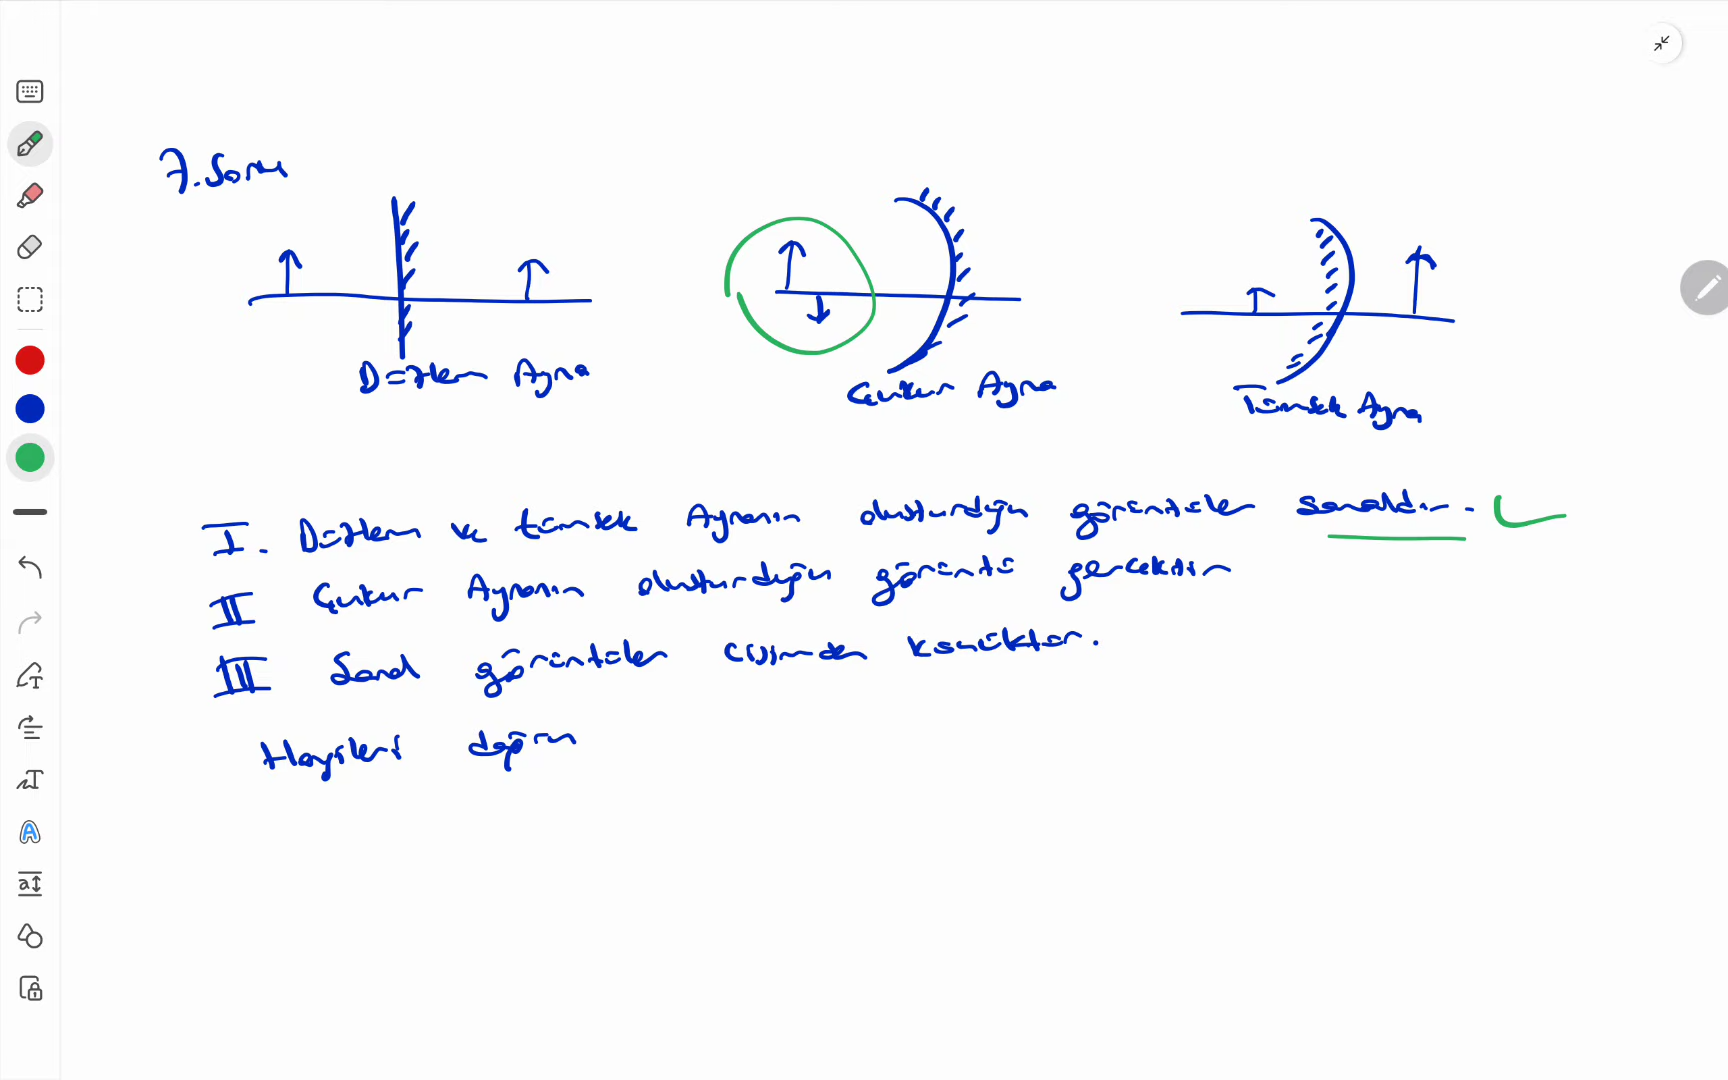 7. Soru
Düzlem Ayna
Çukur Ayna
Tümsek Ayna
I. Düzlem ve tümsek Aynanın oluşturduğu görüntüler sanaldır.
II Çukur Aynanın oluşturduğu görüntü gerçektir
III Sanal görüntüler cisimden küçüktür.
Hangileri doğru